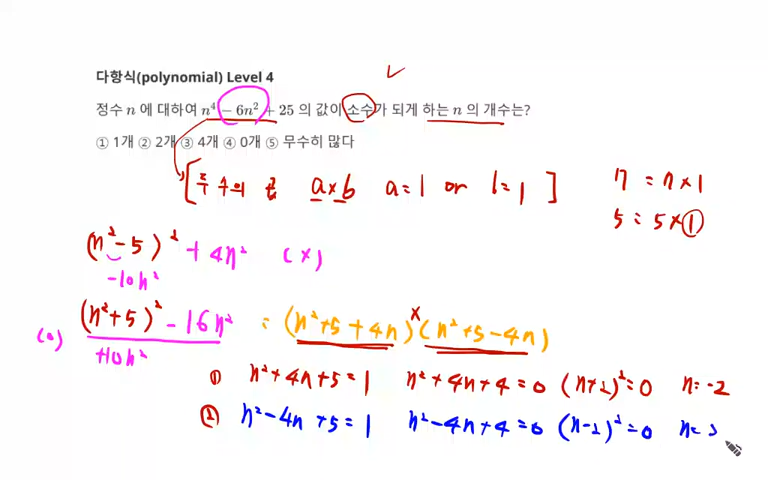 다항식(polynomial) Level 4
정수 n 에 대하여 n⁴ − 6n² + 25 의 값이 소수가 되게 하는 n 의 개수는?
① 1개 ② 2개 ③ 4개 ④ 0개 ⑤ 무수히 많다
[두 수의 곱 a×b a=1 or b=1]
7 = 7×1
5 = 5×①
(n²−5)² + 4n² (×)
−10n²
(o) (n²+5)² − 16n² = (n²+5+4n)×(n²+5−4n)
+10n²
① n²+4n+5=1 n²+4n+4=0 (n+2)²=0 n=−2
② n²−4n+5=1 n²−4n+4=0 (n−2)²=0 n=